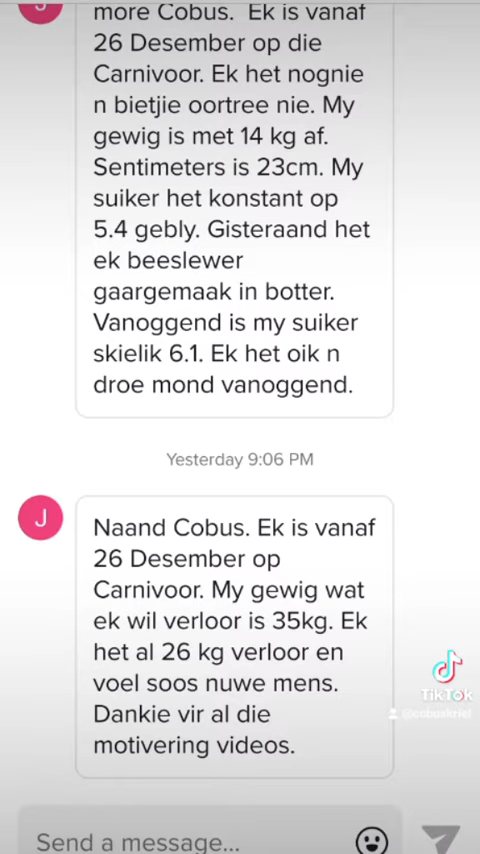 J
more Cobus. Ek is vanaf
26 Desember op die
Carnivoor. Ek het nognie
n bietjie oortree nie. My
gewig is met 14 kg af.
Sentimeters is 23cm. My
suiker het konstant op
5.4 gebly. Gisteraand het
ek beeslewer
gaargemaak in botter.
Vanoggend is my suiker
skielik 6.1. Ek het oik n
droe mond vanoggend.
Yesterday 9:06 PM
J
Naand Cobus. Ek is vanaf
26 Desember op
Carnivoor. My gewig wat
ek wil verloor is 35kg. Ek
het al 26 kg verloor en
voel soos nuwe mens.
Dankie vir al die
motivering videos.
TikTok
@cobuskriel
Send a message...